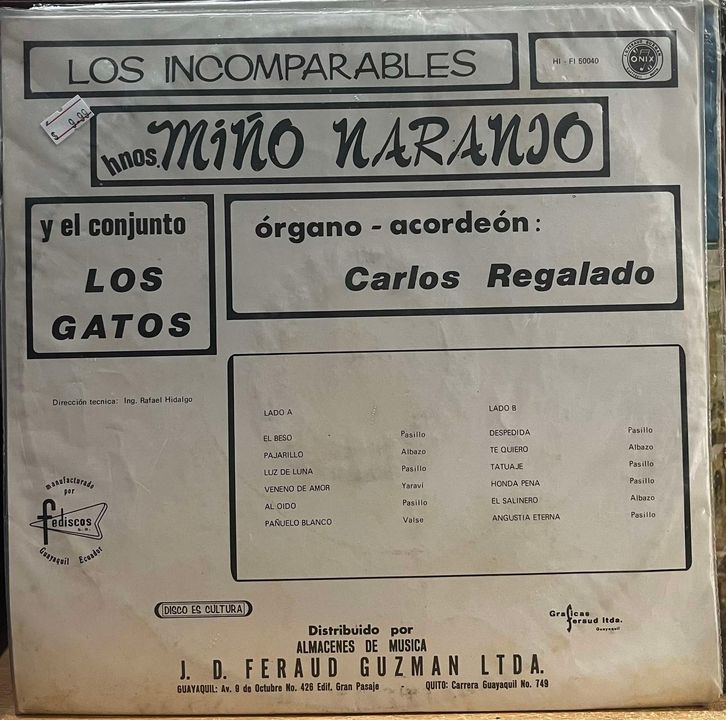 LOS INCOMPARABLES
HI - FI 50040
ONIX
$ 9.99
hnos. MIÑO NARANJO
y el conjunto
LOS
GATOS
órgano - acordeón:
Carlos Regalado
Dirección tecnica: Ing. Rafael Hidalgo
LADO A
EL BESO Pasillo
PAJARILLO Albazo
LUZ DE LUNA Pasillo
VENENO DE AMOR Yaravi
AL OIDO Pasillo
PAÑUELO BLANCO Valse
LADO B
DESPEDIDA Pasillo
TE QUIERO Albazo
TATUAJE Pasillo
HONDA PENA Pasillo
EL SALINERO Albazo
ANGUSTIA ETERNA Pasillo
manufacturado
por
fediscos
S.A.
Guayaquil Ecuador
DISCO ES CULTURA
Graficas
feraud ltda.
Guayaquil
Distribuido por
ALMACENES DE MUSICA
J. D. FERAUD GUZMAN LTDA.
GUAYAQUIL: Av. 9 de Octubre No. 426 Edif. Gran Pasaje QUITO: Carrera Guayaquil No. 749